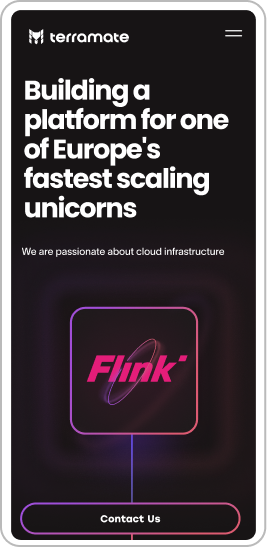 terramate
Building a
platform for one
of Europe's
fastest scaling
unicorns
We are passionate about cloud infrastructure
Flink
Contact Us